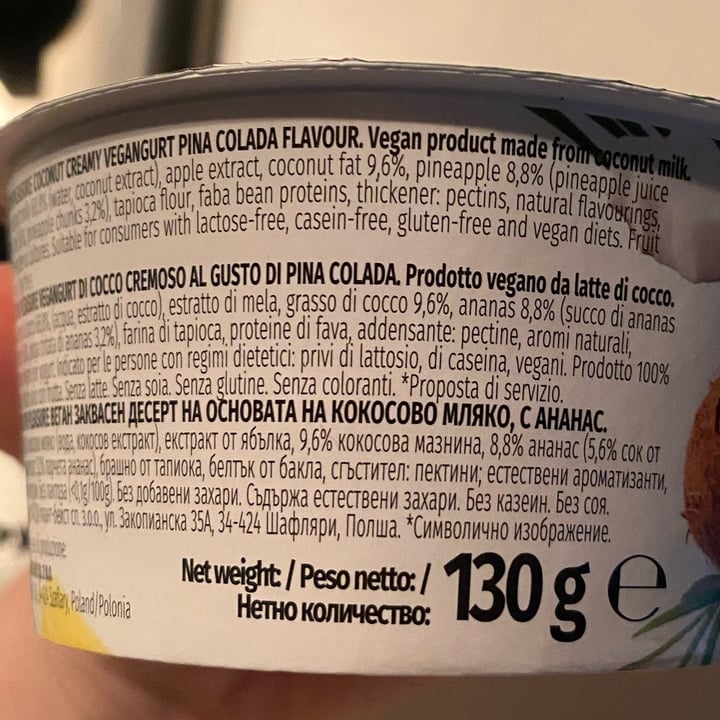 COCONUT CREAMY VEGANGURT PINA COLADA FLAVOUR. Vegan product made from coconut milk.
(water, coconut extract), apple extract, coconut fat 9,6%, pineapple 8,8% (pineapple juice
pineapple chunks 3,2%), tapioca flour, faba bean proteins, thickener: pectins, natural flavourings,
Suitable for consumers with lactose-free, casein-free, gluten-free and vegan diets. Fruit
VEGANGURT DI COCCO CREMOSO AL GUSTO DI PINA COLADA. Prodotto vegano da latte di cocco.
(acqua, estratto di cocco), estratto di mela, grasso di cocco 9,6%, ananas 8,8% (succo di ananas
di ananas 3,2%), farina di tapioca, proteine di fava, addensante: pectine, aromi naturali,
Indicato per le persone con regimi dietetici: privi di lattosio, di caseina, vegani. Prodotto 100%
frutta. Senza latte. Senza soia. Senza glutine. Senza coloranti. *Proposta di servizio.
ВЕГАН ЗАКВАСЕН ДЕСЕРТ НА ОСНОВАТА НА КОКОСОВО МЛЯКО, С АНАНАС.
(вода, кокосов екстракт), екстракт от ябълка, 9,6% кокосова мазнина, 8,8% ананас (5,6% сок от
ананас), брашно от тапиока, белтък от бакла, сгъстител: пектини; естествени ароматизанти,
(<0,1g/100g). Без добавени захари. Съдържа естествени захари. Без казеин. Без соя.
ул. Закопианска 35А, 34-424 Шафляри, Полша. *Символично изображение.
Szaflary, Poland/Polonia
Net weight: / Peso netto: /
Нетно количество:
130 g e